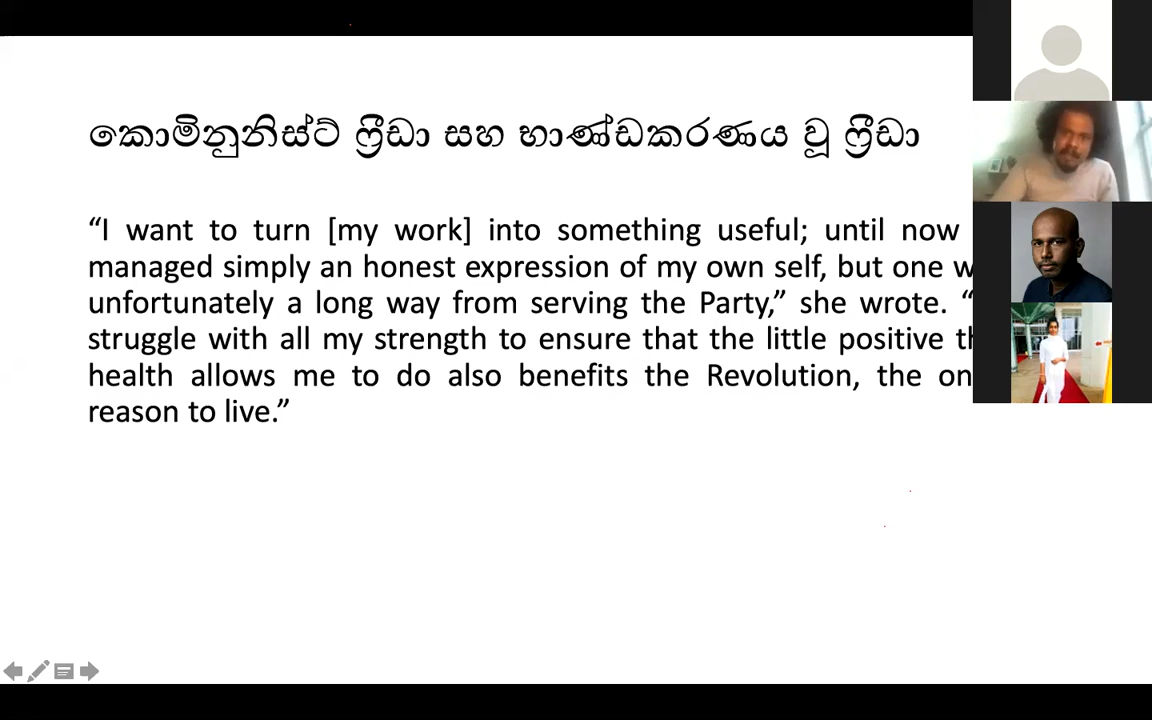 කොමිනුනිස්ට් ෆ්‍රීඩා සහ භාණ්ඩකරණය වූ ෆ්‍රීඩා
“I want to turn [my work] into something useful; until now
managed simply an honest expression of my own self, but one
unfortunately a long way from serving the Party,” she wrote. “
struggle with all my strength to ensure that the little positive
health allows me to do also benefits the Revolution, the
reason to live.”